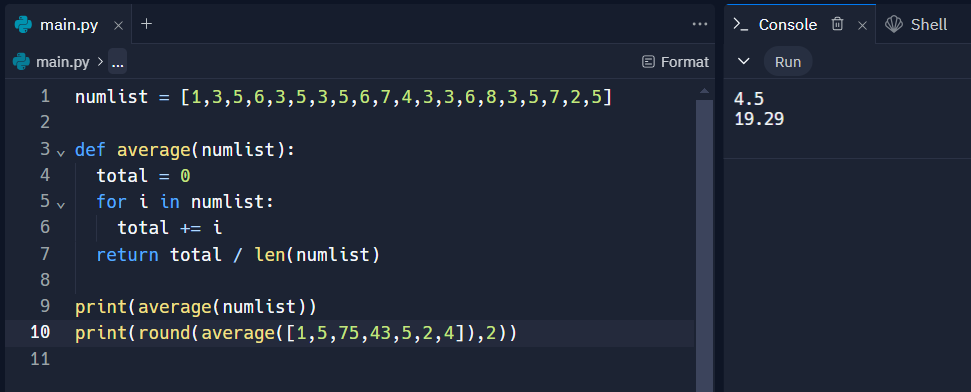 main.py × +
...
main.py > ...
Format
1 numlist = [1,3,5,6,3,5,3,5,6,7,4,3,3,6,8,3,5,7,2,5]
2
3 def average(numlist):
4   total = 0
5   for i in numlist:
6     total += i
7   return total / len(numlist)
8
9 print(average(numlist))
10 print(round(average([1,5,75,43,5,2,4]),2))
11
>_ Console × Shell
Run
4.5
19.29